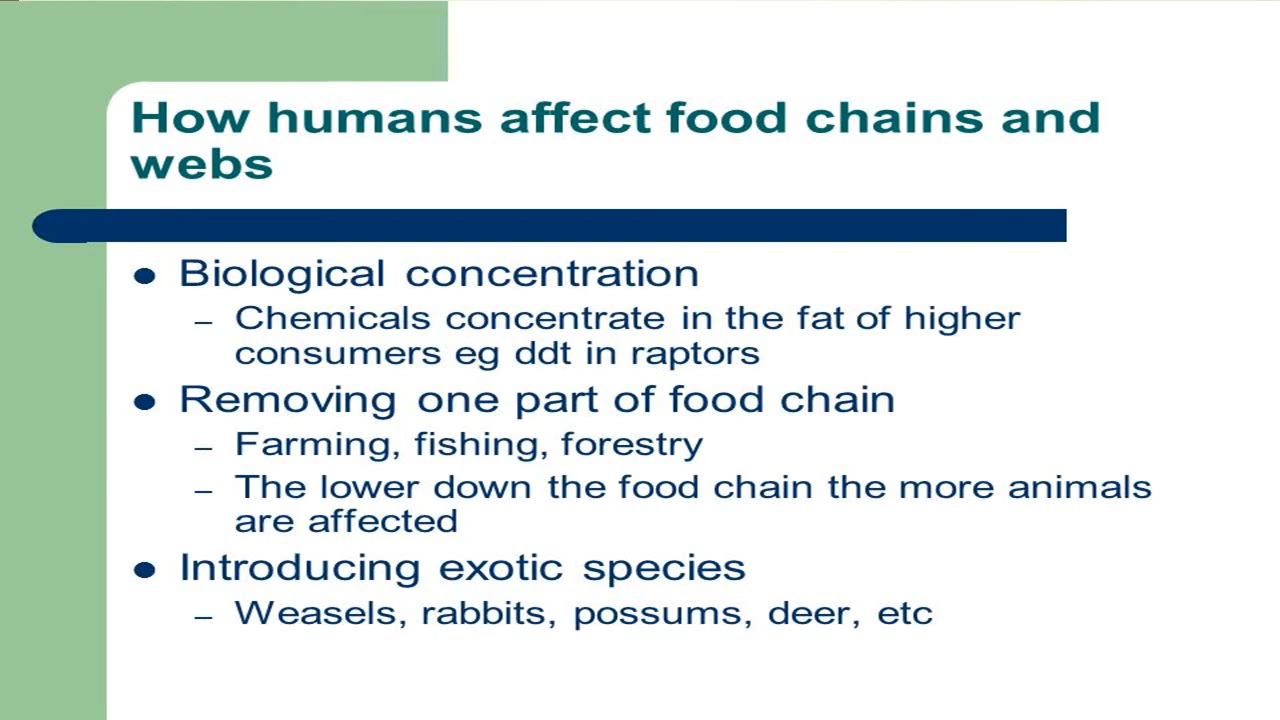 How humans affect food chains and
webs
● Biological concentration
– Chemicals concentrate in the fat of higher
consumers eg ddt in raptors
● Removing one part of food chain
– Farming, fishing, forestry
– The lower down the food chain the more animals
are affected
● Introducing exotic species
– Weasels, rabbits, possums, deer, etc